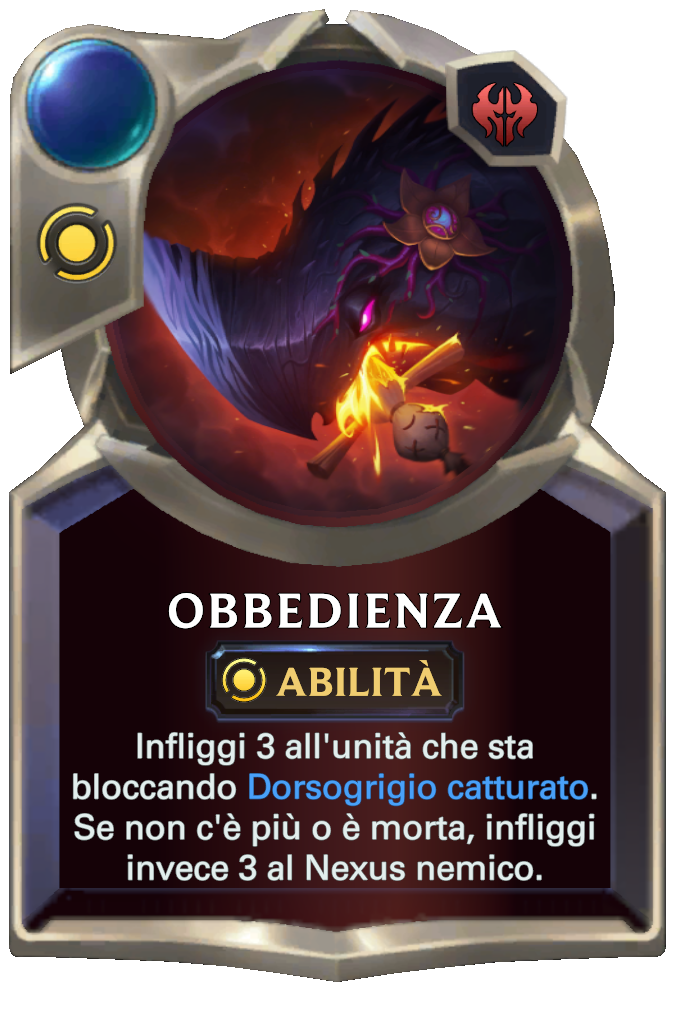 OBBEDIENZA
ABILITÀ
Infliggi 3 all'unità che sta
bloccando Dorsogrigio catturato.
Se non c'è più o è morta, infliggi
invece 3 al Nexus nemico.